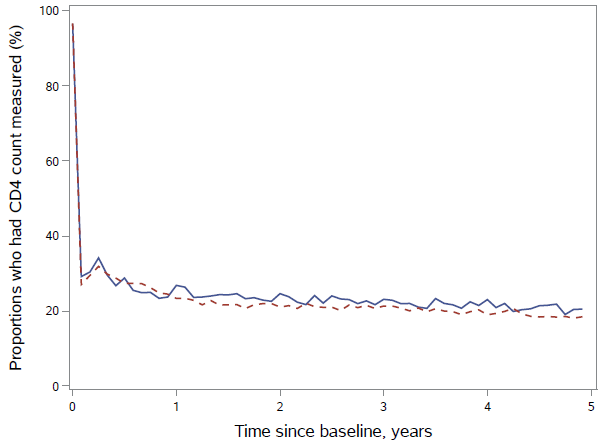 Proportions who had CD4 count measured (%)
100
80
60
40
20
0
0 1 2 3 4 5
Time since baseline, years